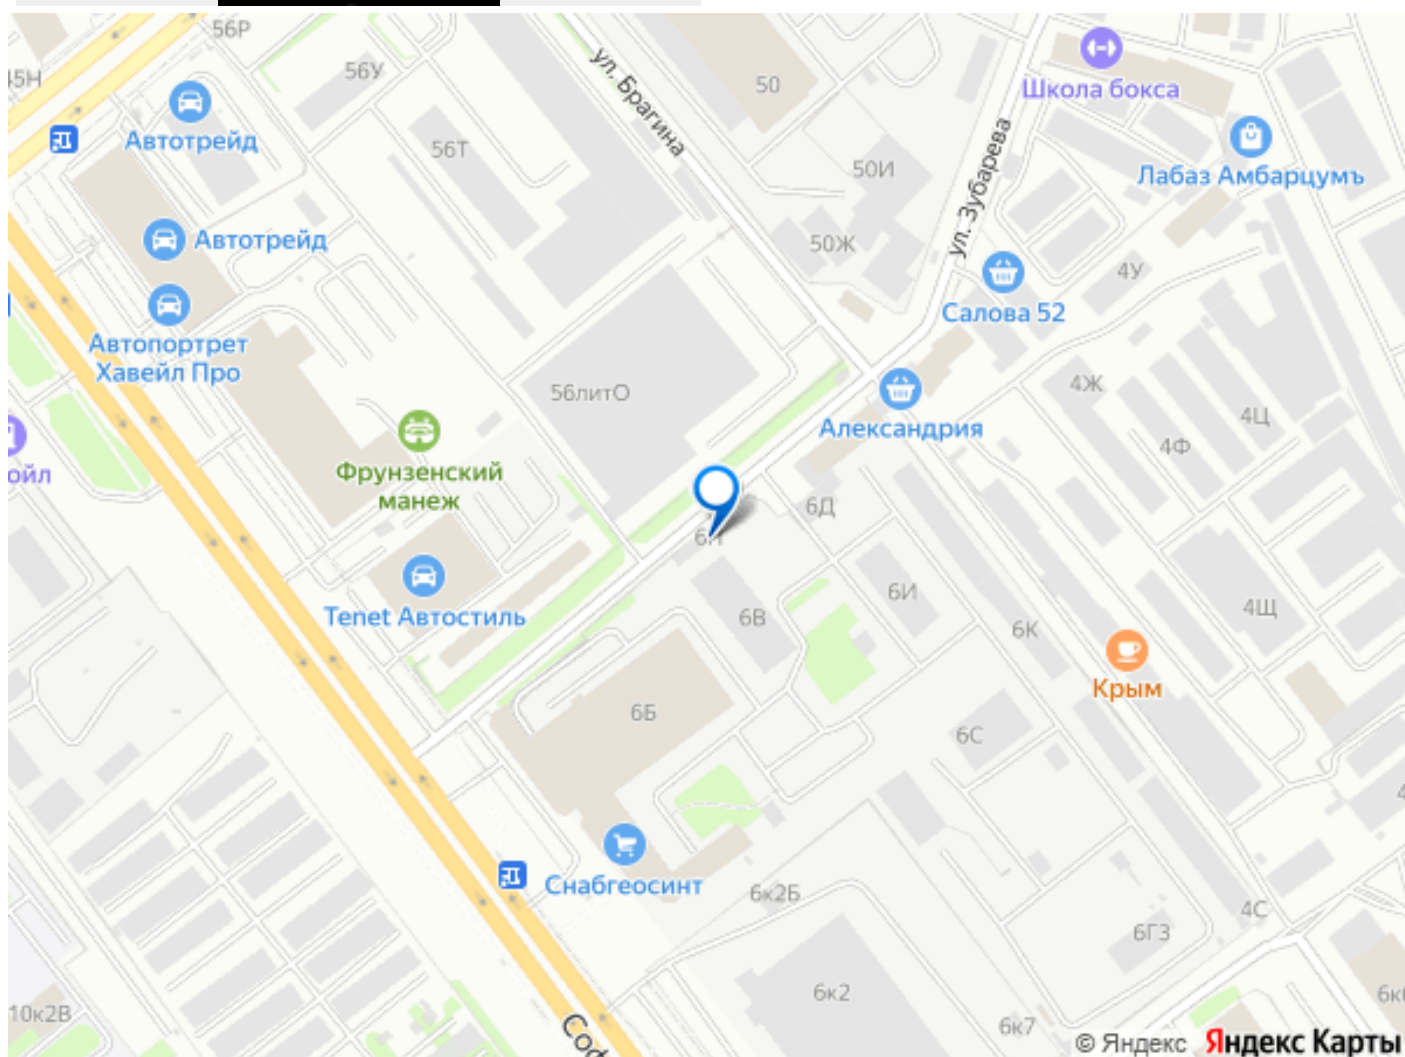 56Р
45Н
56У
50
Школа бокса
Автотрейд
ул. Брагина
56Т
50И
ул. Зубарева
Лабаз Амбарцумъ
Автотрейд
50Ж
4У
Салова 52
Автопортрет
Хавейл Про
56литО
4Ж
4Ц
Александрия
4Ф
ойл
Фрунзенский
манеж
6Д
6И
4Щ
Tenet Автостиль
6В
6К
Крым
6Б
6С
Снабгеосинт
6к2Б
4С
6Г3
6к2
10к2В
6к7
Соф
© Яндекс Яндекс Карты